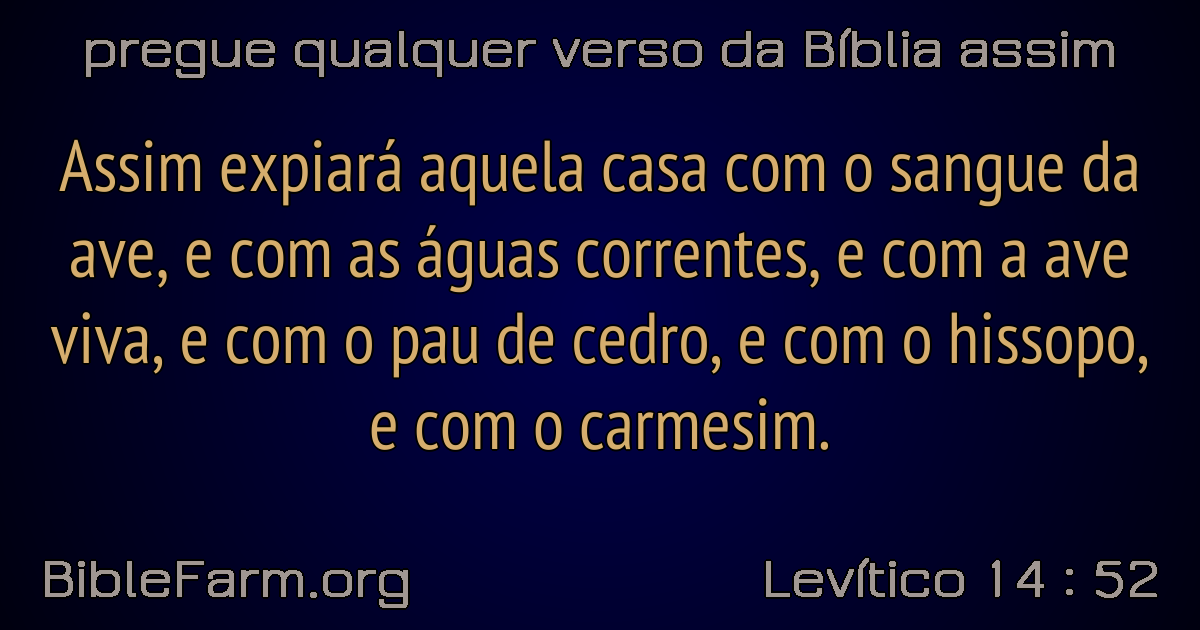 pregue qualquer verso da Bíblia assim
Assim expiará aquela casa com o sangue da
ave, e com as águas correntes, e com a ave
viva, e com o pau de cedro, e com o hissopo,
e com o carmesim.
BibleFarm.org
Levítico 14 : 52